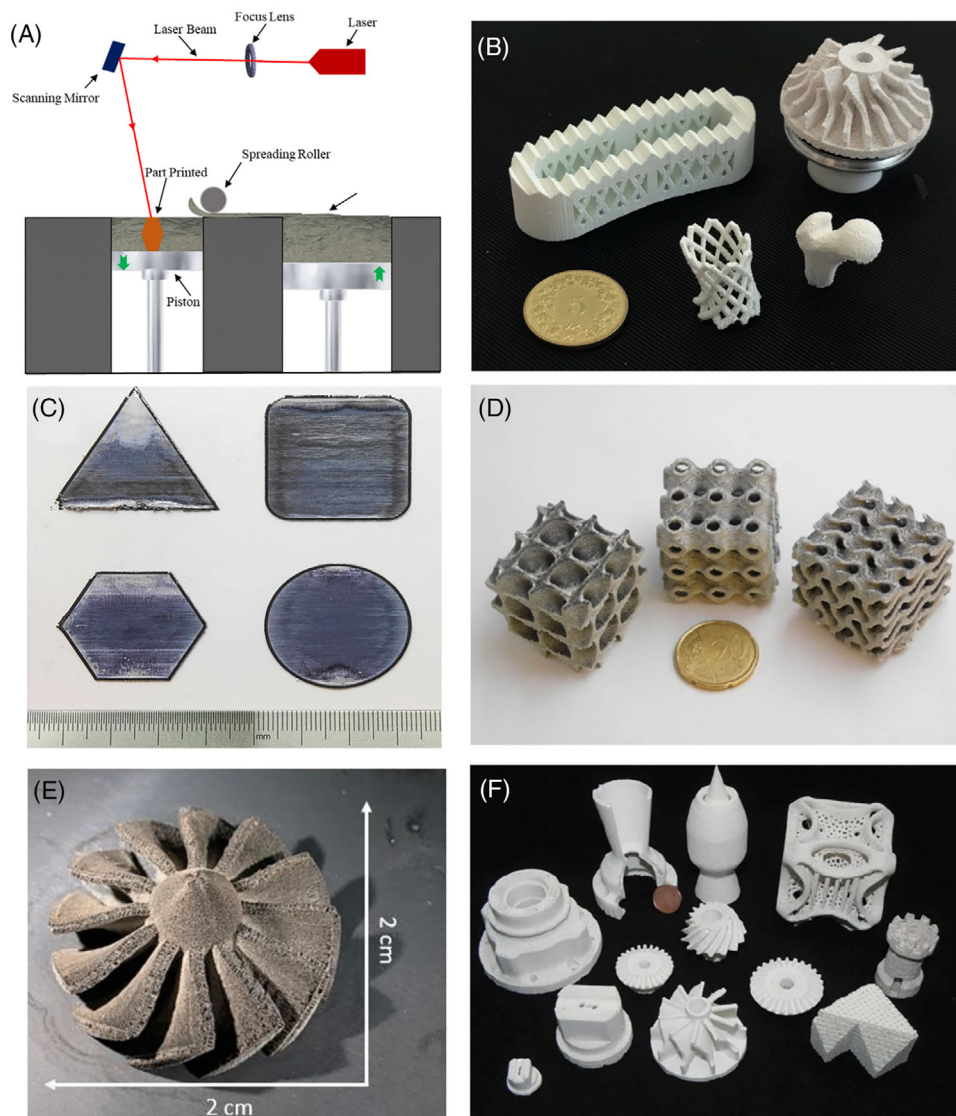 (A)
Focus Lens
Laser Beam
Laser
Scanning Mirror
Spreading Roller
Part Printed
Piston
(B)
5
(C)
mm
(D)
20
(E)
2 cm
2 cm
(F)